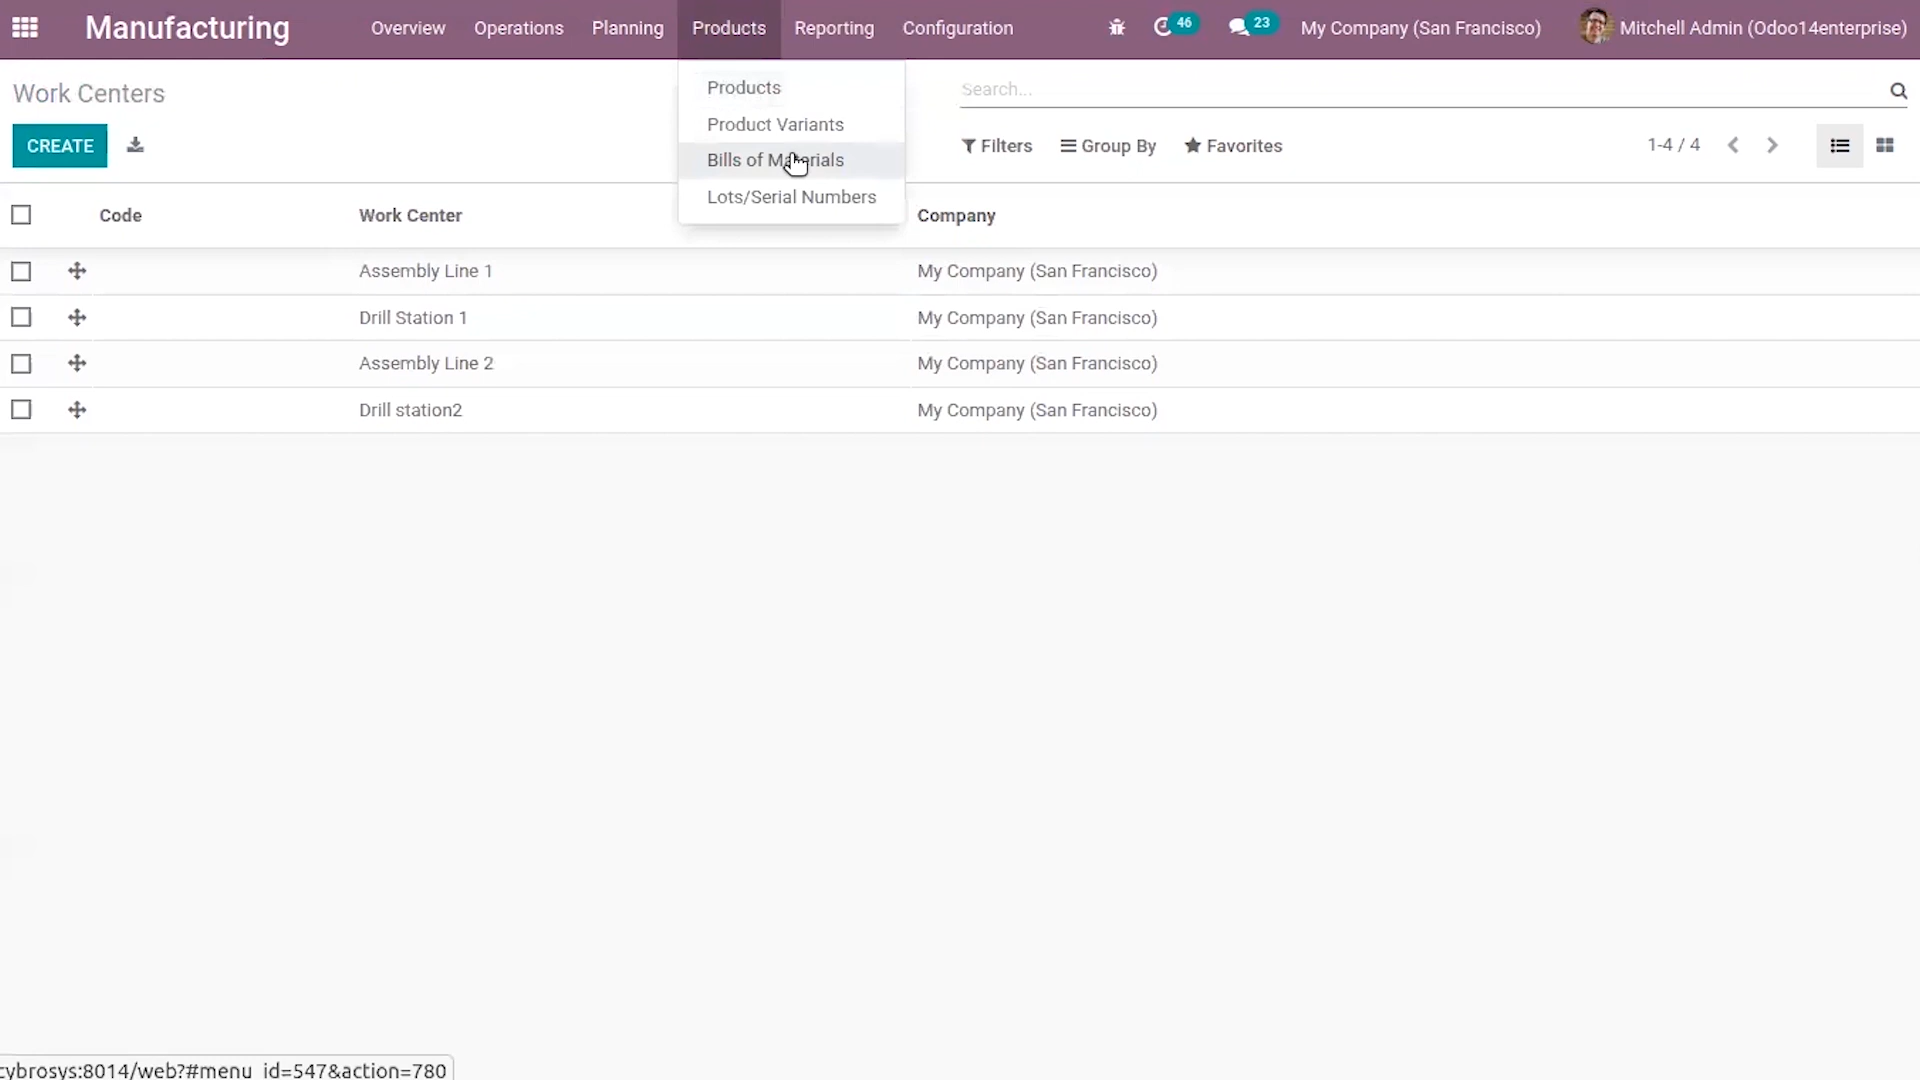 Manufacturing Overview Operations Planning Products Reporting Configuration 46 23 My Company (San Francisco) Mitchell Admin (Odoo14enterprise)
Work Centers
Products
Search...
CREATE
Product Variants
Filters Group By Favorites 1-4 / 4
Bills of Materials
Lots/Serial Numbers
Code Work Center Company
Assembly Line 1 My Company (San Francisco)
Drill Station 1 My Company (San Francisco)
Assembly Line 2 My Company (San Francisco)
Drill station2 My Company (San Francisco)
cybrosys:8014/web?#menu_id=547&action=780